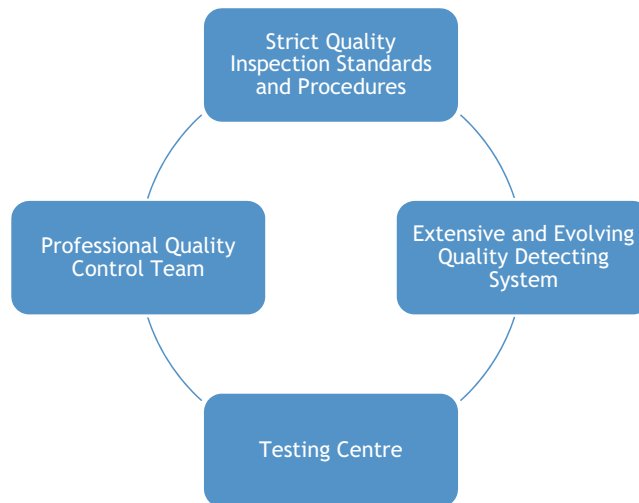 Strict Quality
Inspection Standards
and Procedures
Professional Quality
Control Team
Extensive and Evolving
Quality Detecting
System
Testing Centre